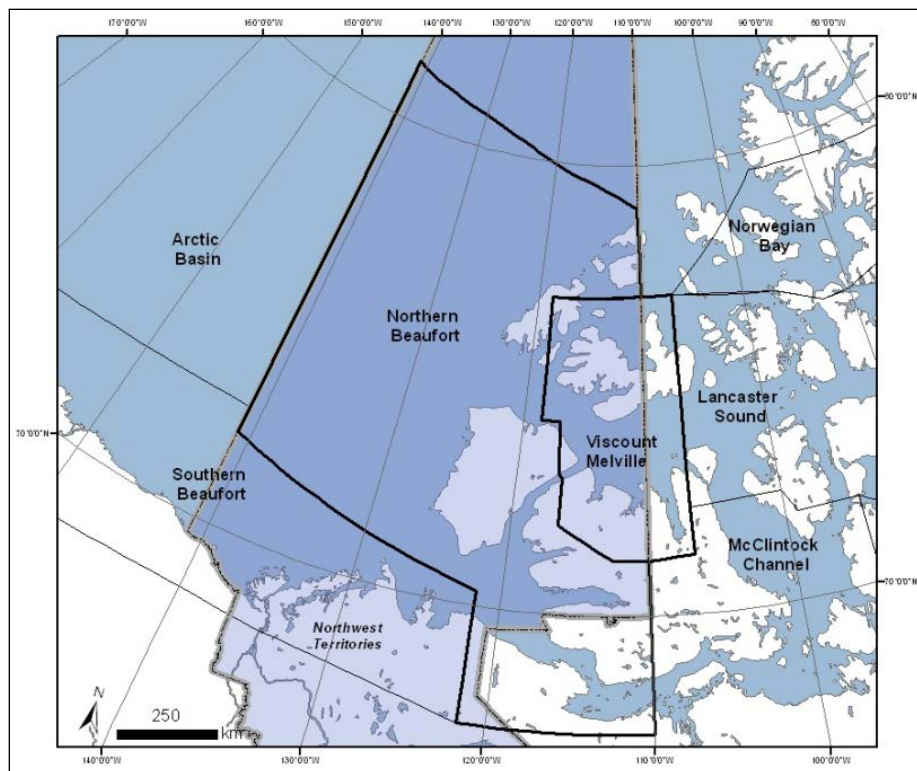 170°0'0"W
160°0'0"W
150°0'0"W
140°0'0"W
130°0'0"W
120°0'0"W
110°0'0"W
100°0'0"W
90°0'0"W
80°0'0"W
80°0'0"N
Norwegian
Bay
Arctic
Basin
Northern
Beaufort
Lancaster
Sound
70°0'0"N
Viscount
Melville
Southern
Beaufort
McClintock
Channel
70°0'0"N
Northwest
Territories
N
250
km
140°0'0"W
130°0'0"W
120°0'0"W
110°0'0"W
100°0'0"W